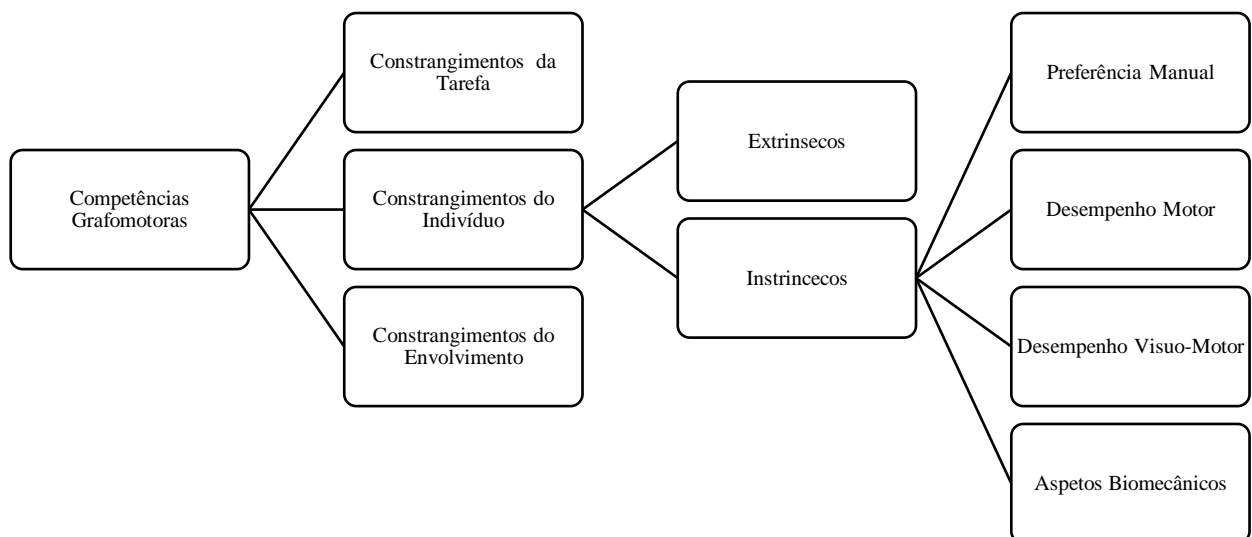 Competências
Grafomotoras
Constrangimentos da
Tarefa
Constrangimentos do
Indivíduo
Constrangimentos do
Envolvimento
Extrinsecos
Instrincecos
Preferência Manual
Desempenho Motor
Desempenho Visuo-Motor
Aspetos Biomecânicos